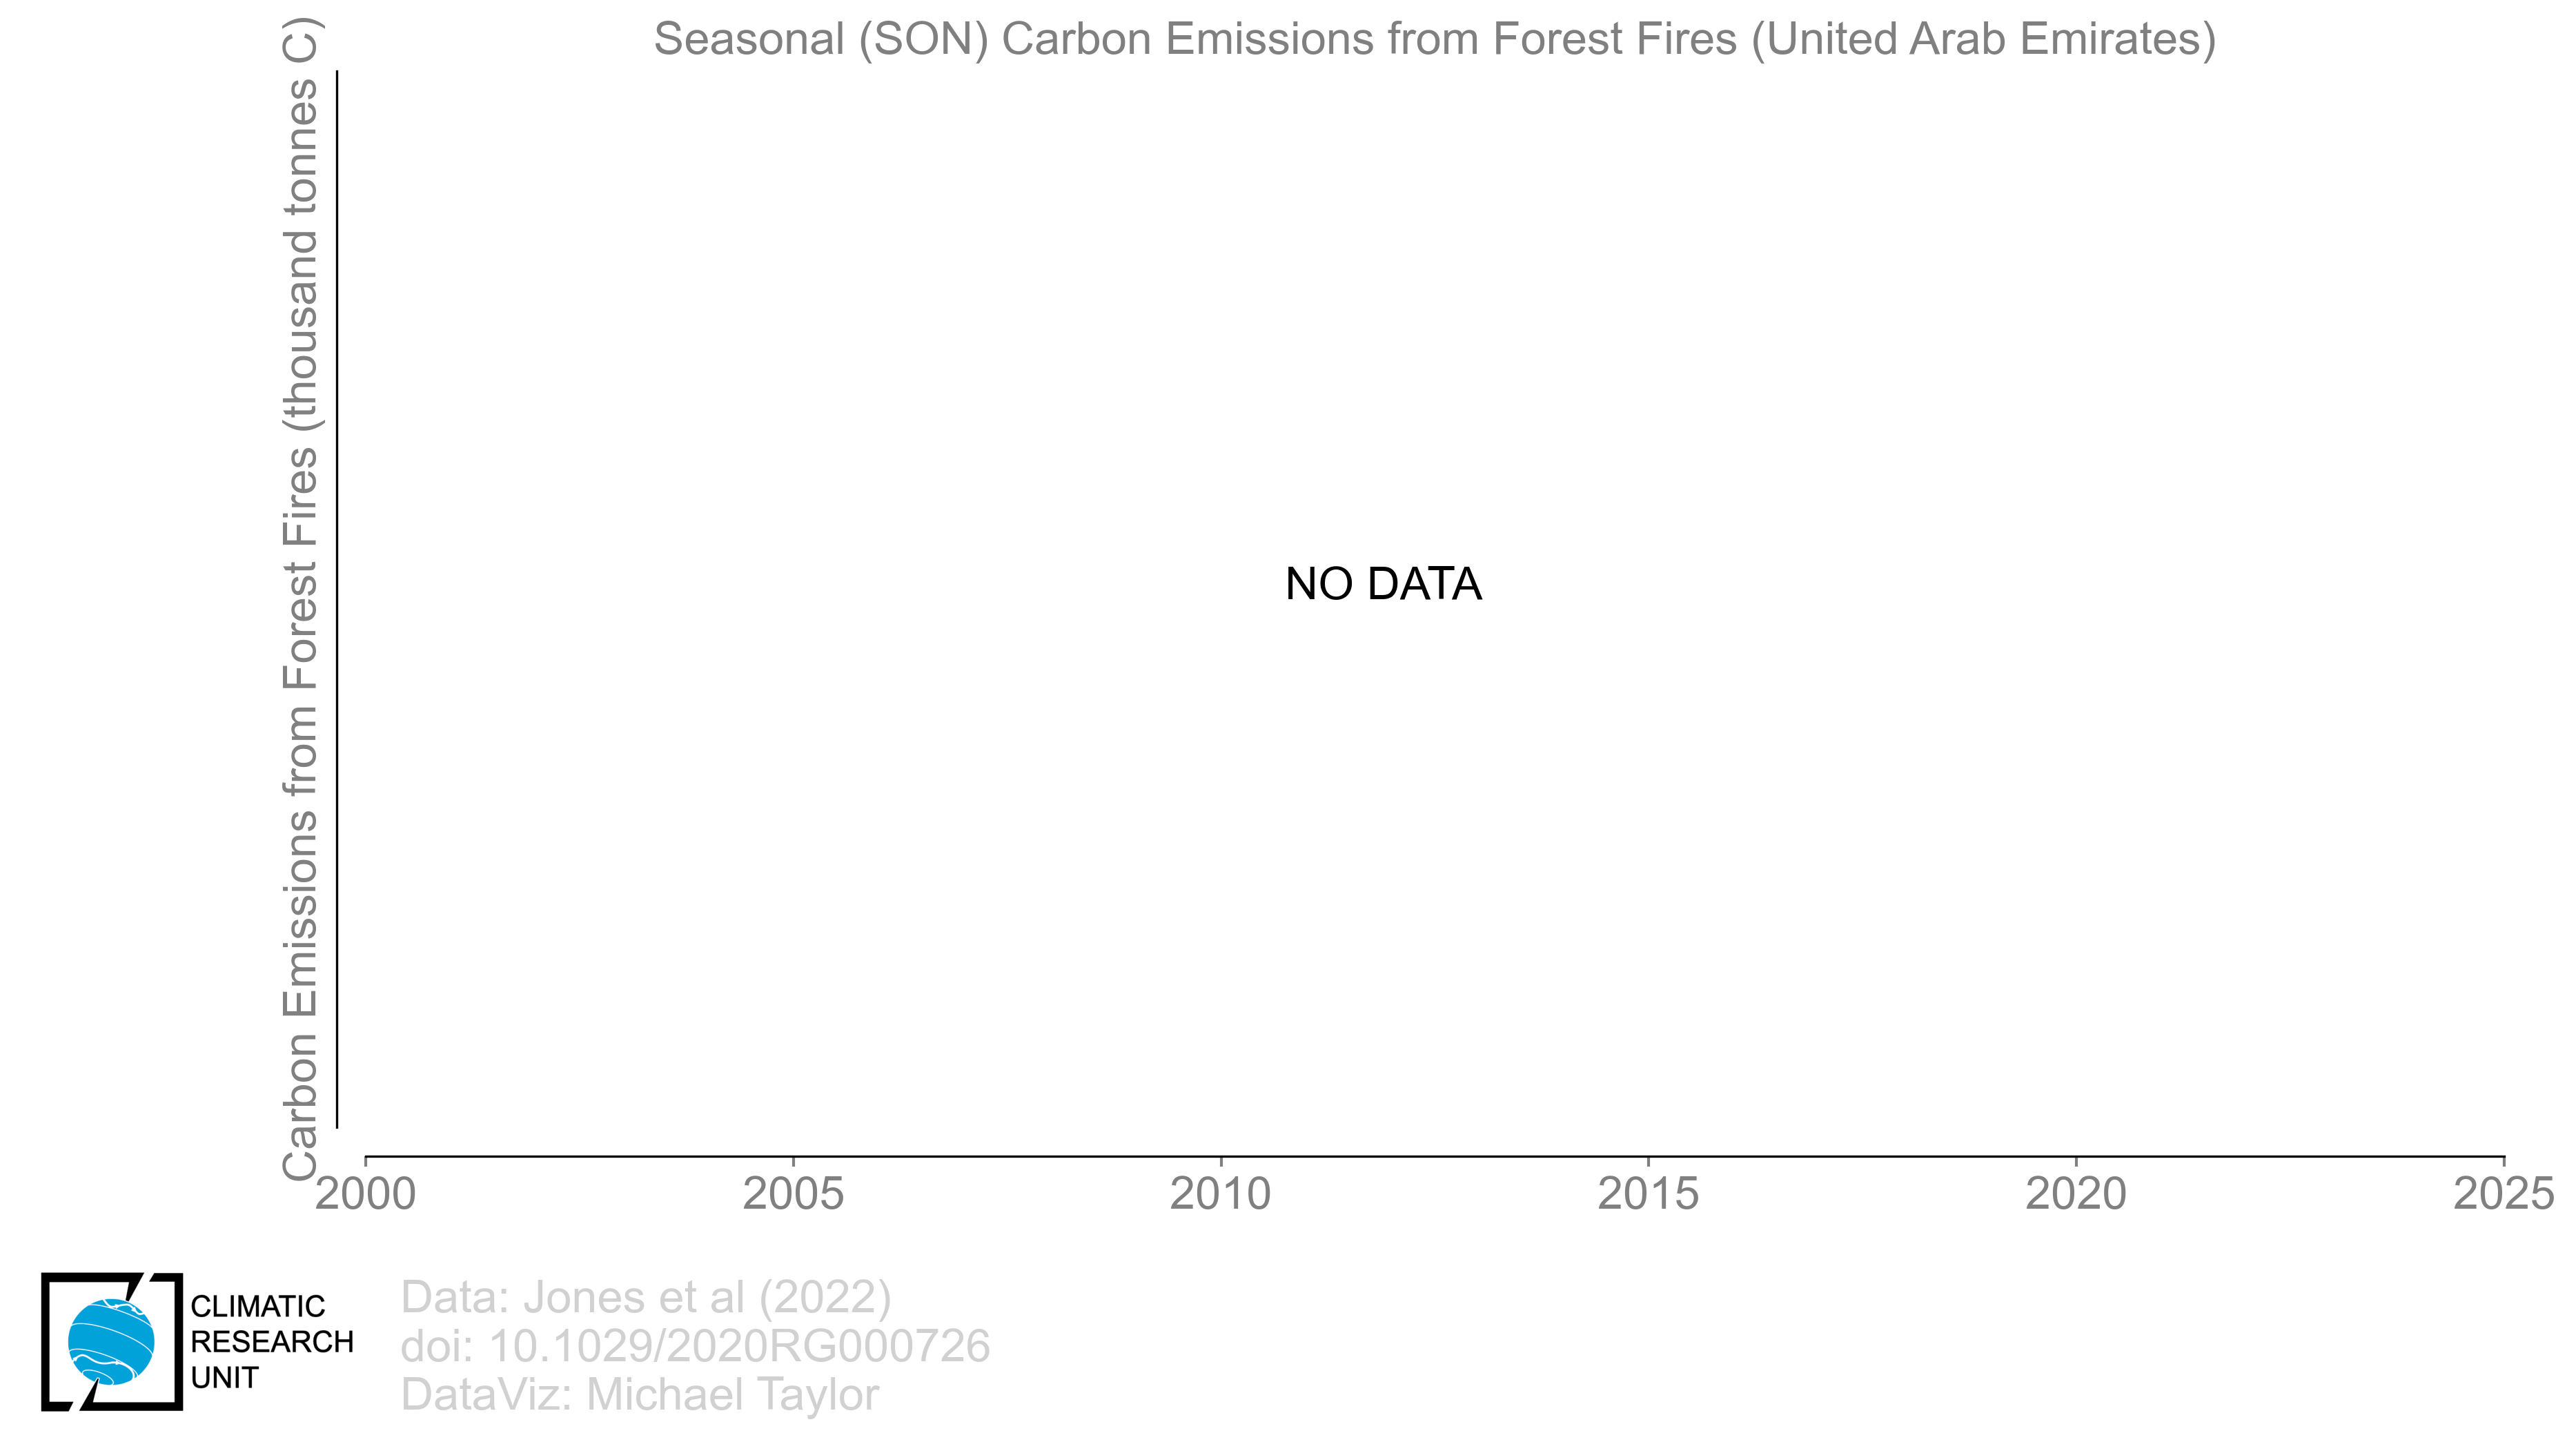 Seasonal (SON) Carbon Emissions from Forest Fires (United Arab Emirates)
Carbon Emissions from Forest Fires (thousand tonnes C)
NO DATA
2000 2005 2010 2015 2020 2025
CLIMATIC
RESEARCH
UNIT
Data: Jones et al (2022)
doi: 10.1029/2020RG000726
DataViz: Michael Taylor